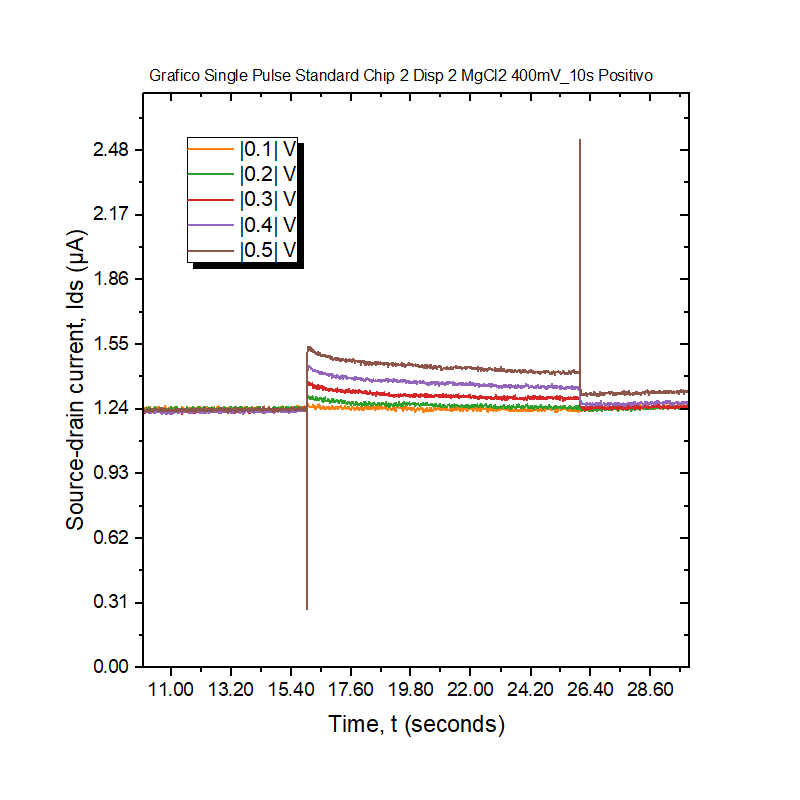 Grafico Single Pulse Standard Chip 2 Disp 2 MgCl2 400mV_10s Positivo
|0.1| V
|0.2| V
|0.3| V
|0.4| V
|0.5| V
2.48
2.17
1.86
1.55
1.24
0.93
0.62
0.31
0.00
Source-drain current, Ids (μA)
11.00 13.20 15.40 17.60 19.80 22.00 24.20 26.40 28.60
Time, t (seconds)